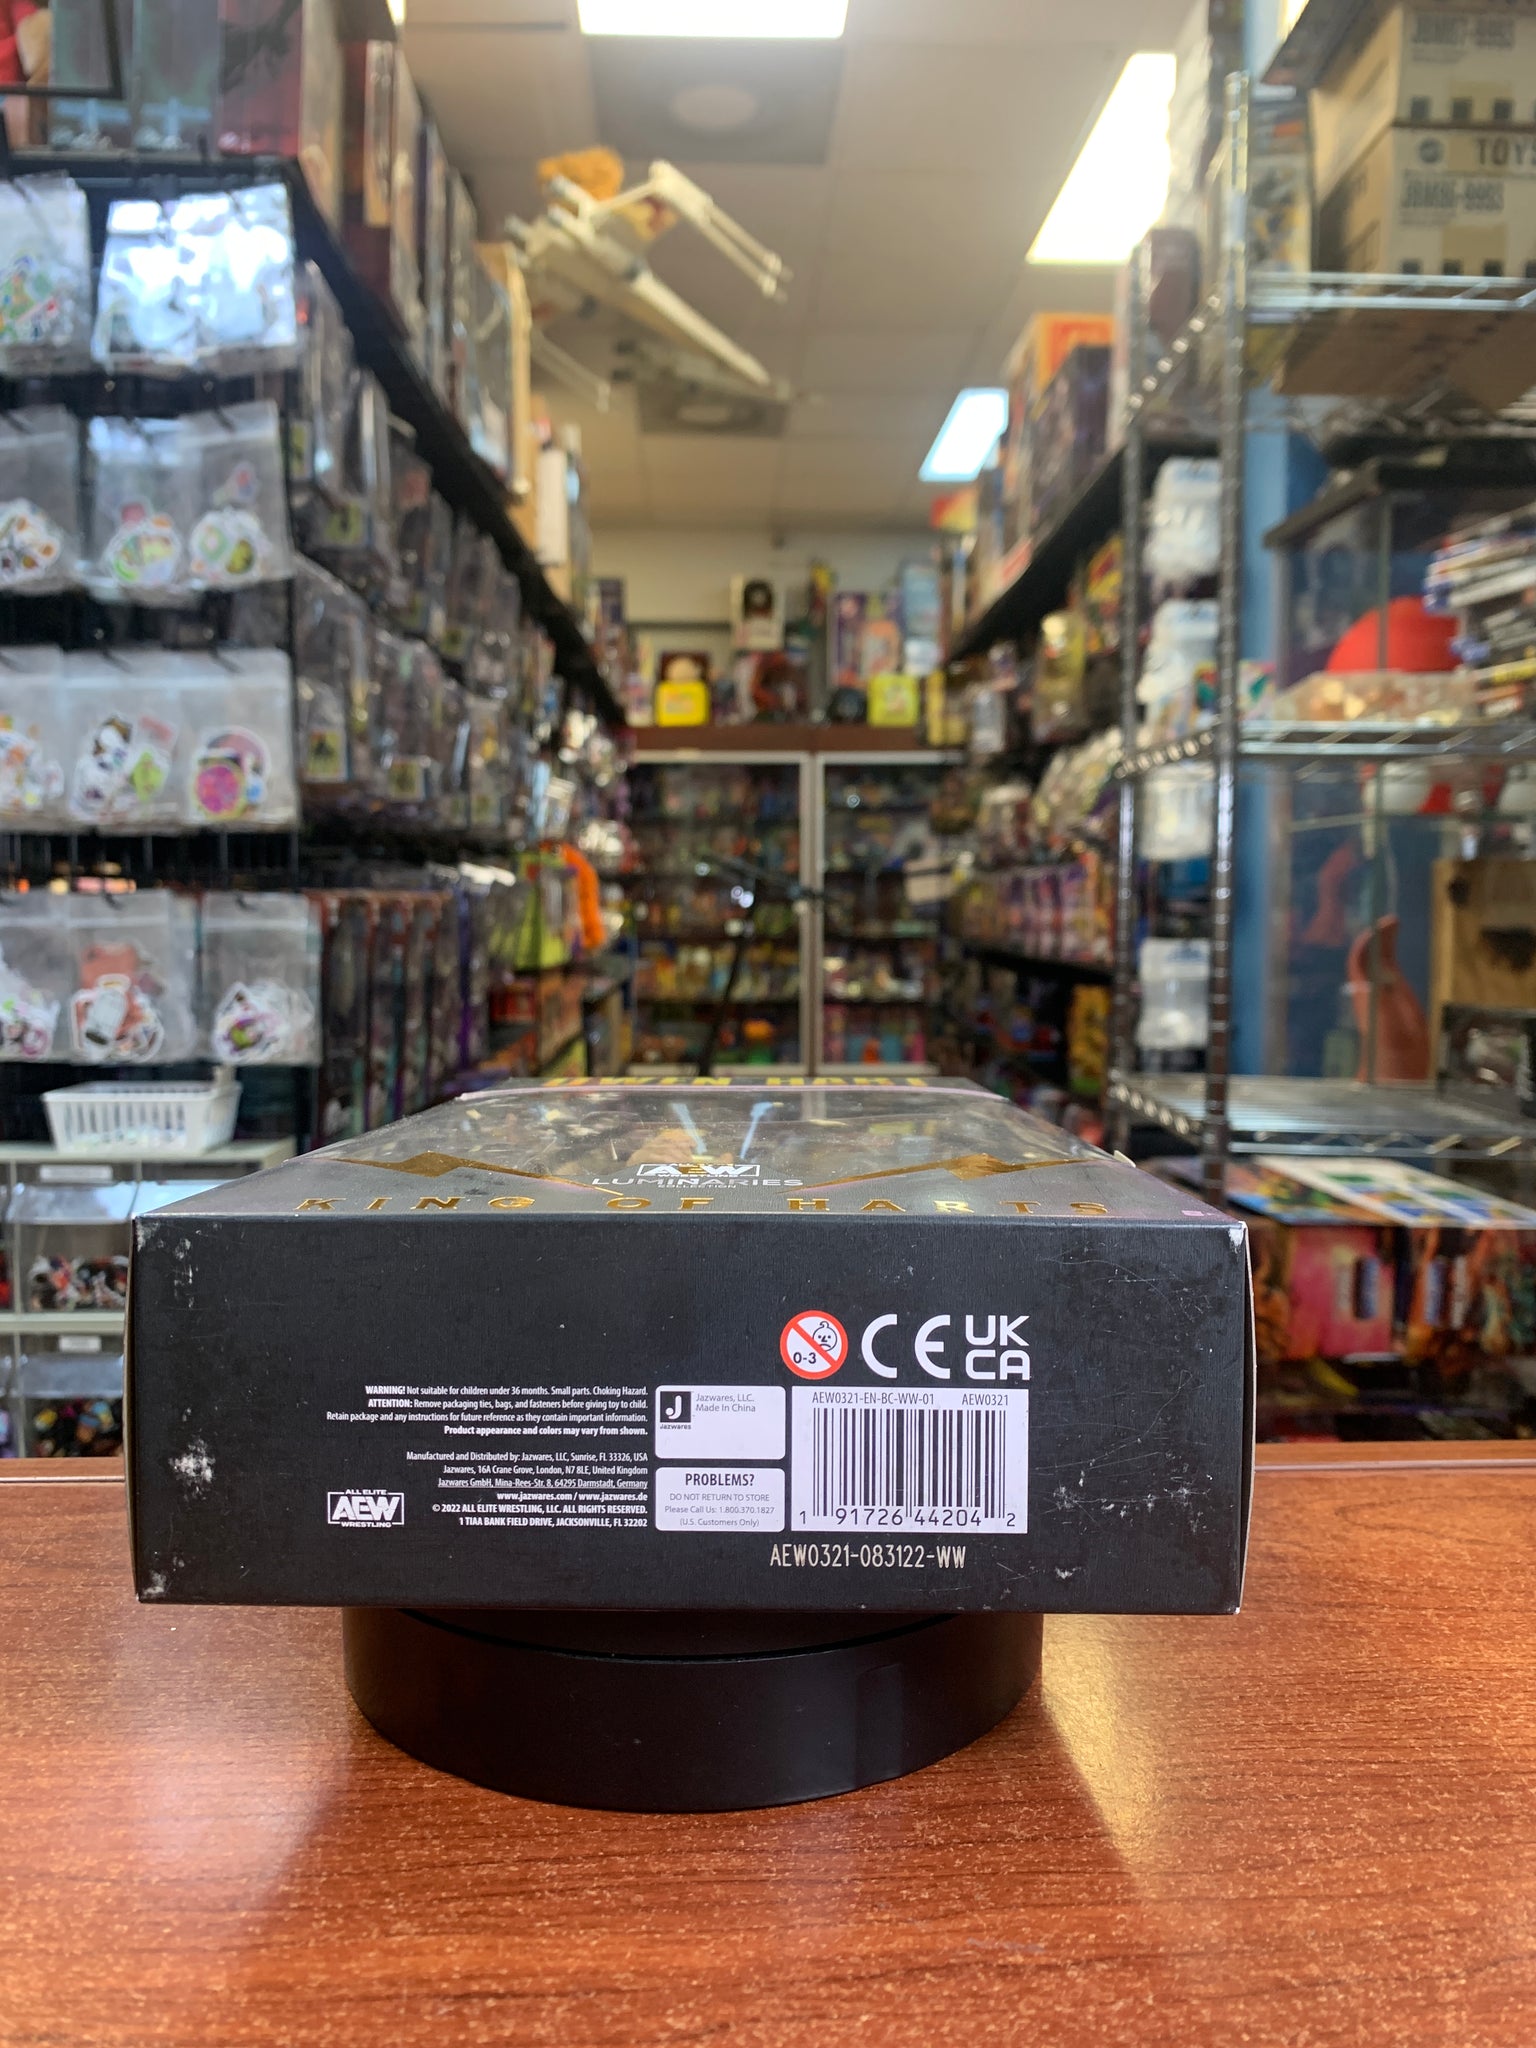 TOYS
OWEN HART
AEW
LUMINARIES
COLLECTION
KING OF HARTS
0-3
CE
UK
CA
WARNING! Not suitable for children under 36 months. Small parts. Choking Hazard.
ATTENTION: Remove packaging ties, bags, and fasteners before giving toy to child.
Retain package and any instructions for future reference as they contain important information.
Product appearance and colors may vary from shown.
Manufactured and Distributed by: Jazwares, LLC, Sunrise, FL 33326, USA
Jazwares, 16A Crane Grove, London, N7 8LE, United Kingdom
Jazwares GmbH, Mina-Rees-Str. 8, 64295 Darmstadt, Germany
www.jazwares.com / www.jazwares.de
© 2022 ALL ELITE WRESTLING, LLC. ALL RIGHTS RESERVED.
1 TIAA BANK FIELD DRIVE, JACKSONVILLE, FL 32202
ALL ELITE
AEW
WRESTLING
J
Jazwares
Jazwares, LLC.
Made In China
PROBLEMS?
DO NOT RETURN TO STORE
Please Call Us: 1.800.370.1827
(U.S. Customers Only)
AEW0321-EN-BC-WW-01 AEW0321
1 91726 44204 2
AEW0321-083122-WW